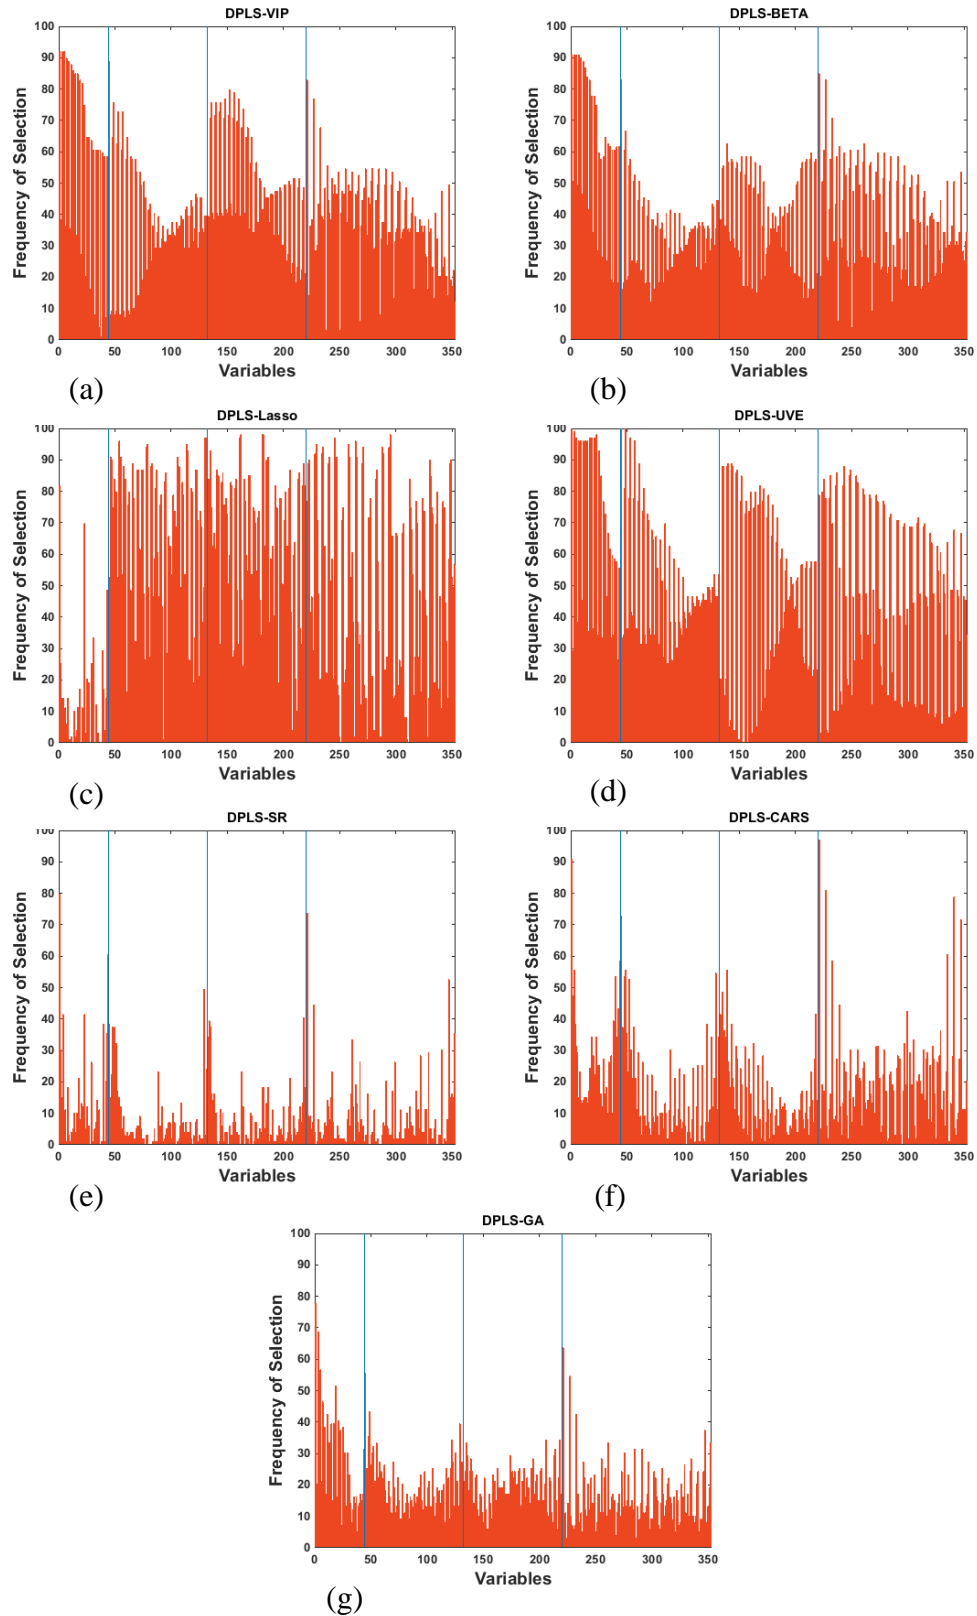 DPLS-VIP
100
90
80
70
60
50
40
30
20
10
0
Frequency of Selection
0 50 100 150 200 250 300 350
Variables
(a)
DPLS-BETA
100
90
80
70
60
50
40
30
20
10
0
Frequency of Selection
0 50 100 150 200 250 300 350
Variables
(b)
DPLS-Lasso
100
90
80
70
60
50
40
30
20
10
0
Frequency of Selection
0 50 100 150 200 250 300 350
Variables
(c)
DPLS-UVE
100
90
80
70
60
50
40
30
20
10
0
Frequency of Selection
0 50 100 150 200 250 300 350
Variables
(d)
DPLS-SR
100
90
80
70
60
50
40
30
20
10
0
Frequency of Selection
0 50 100 150 200 250 300 350
Variables
(e)
DPLS-CARS
100
90
80
70
60
50
40
30
20
10
0
Frequency of Selection
0 50 100 150 200 250 300 350
Variables
(f)
DPLS-GA
100
90
80
70
60
50
40
30
20
10
0
Frequency of Selection
0 50 100 150 220 250 300 350
Variables
(g)